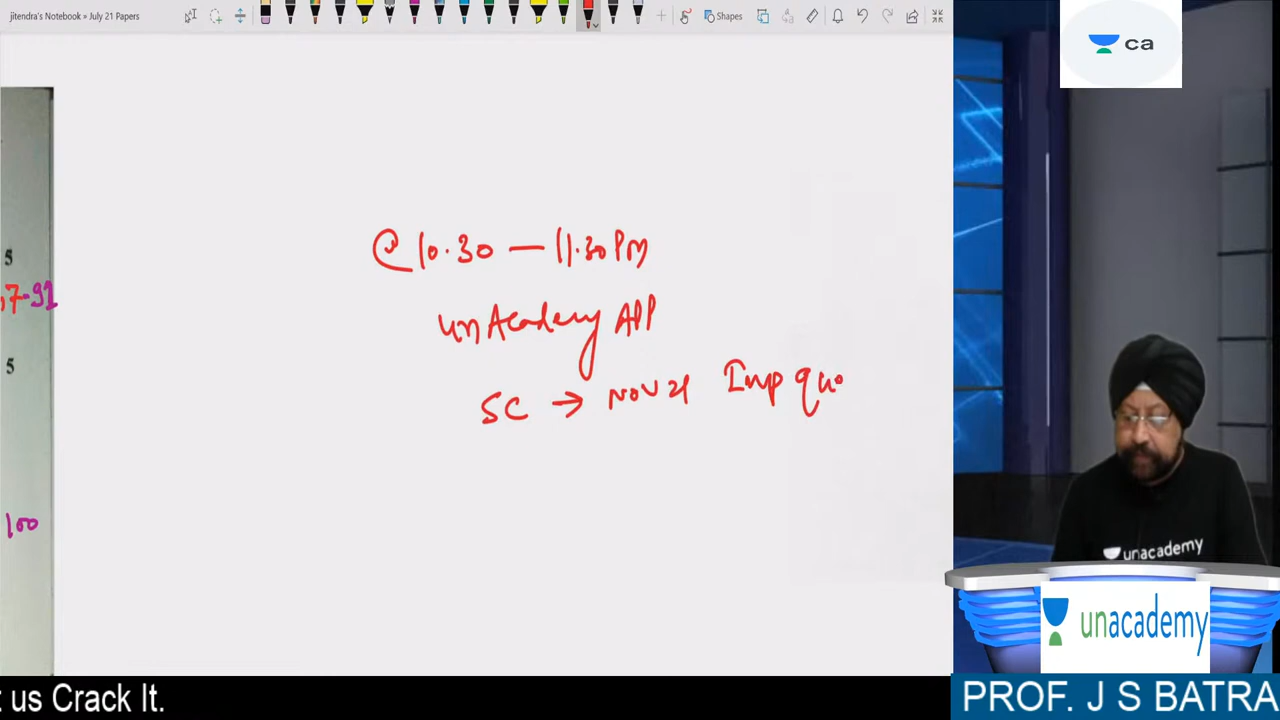 jitendra's Notebook » July 21 Papers
Shapes
ca
5
7-91
5
100
@ 10.30 — 11.30 PM
unAcademy APP
SC → Nov 21 Imp que
unacademy
unacademy
t us Crack It.
PROF. J S BATRA